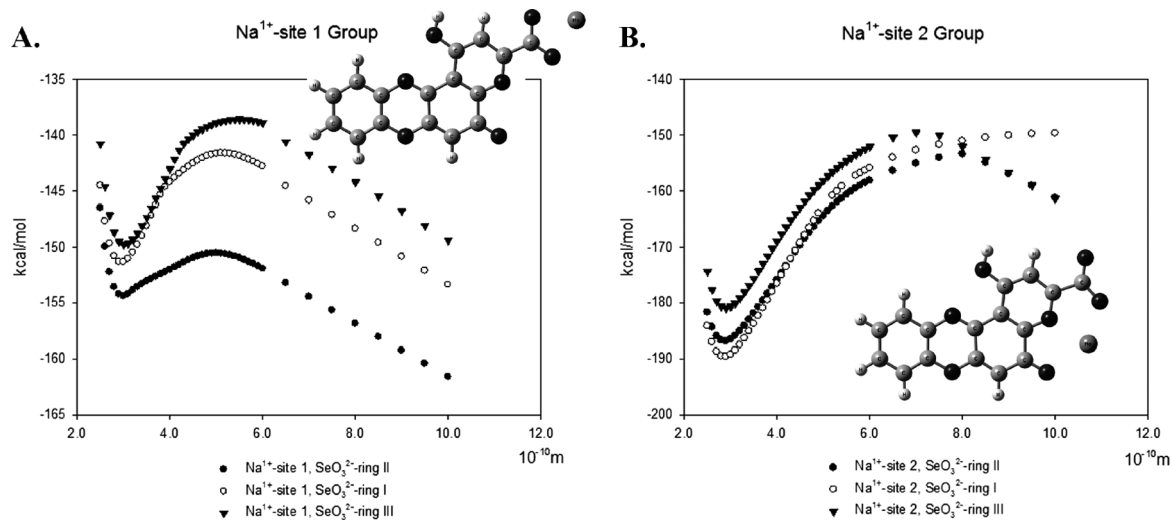 A.
Na1+-site 1 Group
-135
-140
-145
-150
-155
-160
-165
kcal/mol
2.0 4.0 6.0 8.0 10.0
10-10m
Na1+-site 1, SeO32--ring II
Na1+-site 1, SeO32--ring I
Na1+-site 1, SeO32--ring III
B.
Na1+-site 2 Group
-140
-150
-160
-170
-180
-190
-200
kcal/mol
2.0 4.0 6.0 8.0 10.0
10-10m
Na1+-site 2, SeO32--ring II
Na1+-site 2, SeO32--ring I
Na1+-site 2, SeO32--ring III